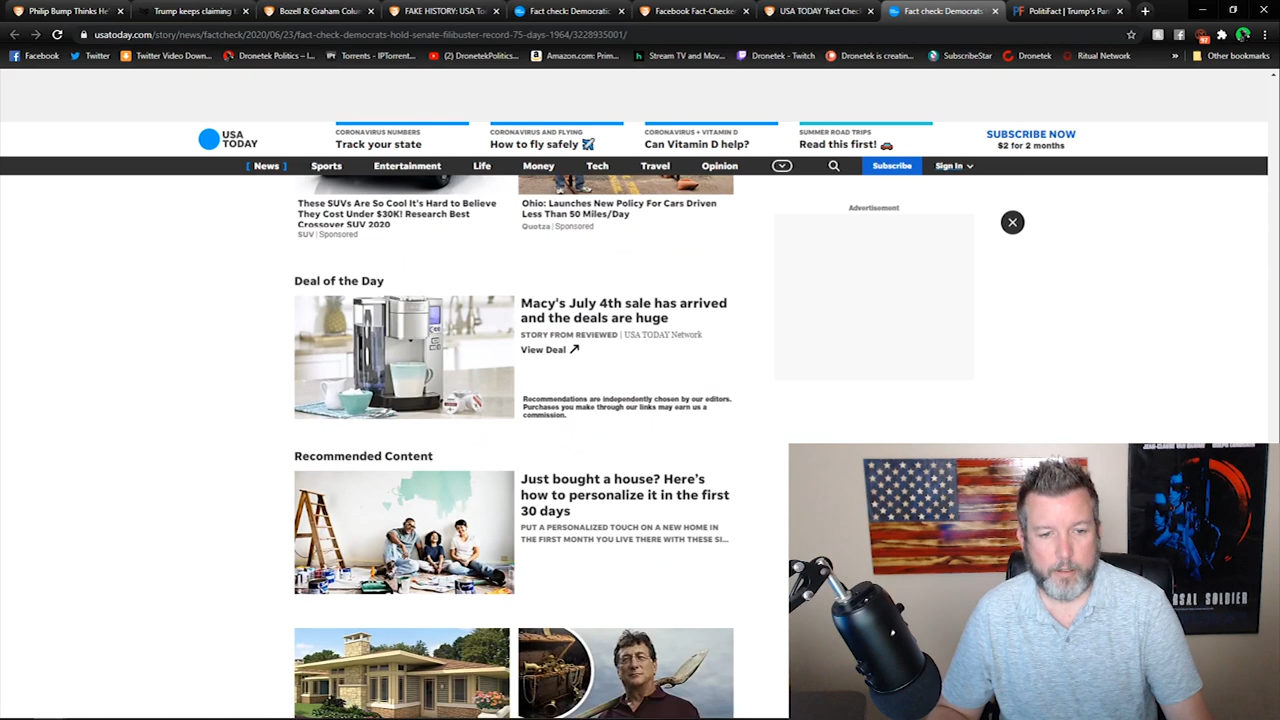 Philip Bump Thinks He'
Trump keeps claiming
Bozell & Graham Colu
FAKE HISTORY: USA To
Fact check: Democratic
Facebook Fact-Checker
USA TODAY 'Fact Check
Fact check: Democrats
PolitiFact | Trump's Pan
usatoday.com/story/news/factcheck/2020/06/23/fact-check-democrats-hold-senate-filibuster-record-75-days-1964/3228935001/
Facebook
Twitter
Twitter Video Down...
Dronetek Politics – I...
Torrents - IPTorrent...
(2) DronetekPolitics...
Amazon.com: Prim...
Stream TV and Mov...
Dronetek - Twitch
Dronetek is creatin...
SubscribeStar
Dronetek
Ritual Network
Other bookmarks
USA TODAY
CORONAVIRUS NUMBERS
Track your state
CORONAVIRUS AND FLYING
How to fly safely
CORONAVIRUS + VITAMIN D
Can Vitamin D help?
SUMMER ROAD TRIPS
Read this first!
SUBSCRIBE NOW
$2 for 2 months
[ News ] Sports Entertainment Life Money Tech Travel Opinion Subscribe Sign In
These SUVs Are So Cool It's Hard to Believe
They Cost Under $30K! Research Best
Crossover SUV 2020
SUV | Sponsored
Ohio: Launches New Policy For Cars Driven
Less Than 50 Miles/Day
Quotza | Sponsored
Advertisement
Deal of the Day
Macy's July 4th sale has arrived
and the deals are huge
STORY FROM REVIEWED | USA TODAY Network
View Deal
Recommendations are independently chosen by our editors.
Purchases you make through our links may earn us a
commission.
Recommended Content
Just bought a house? Here's
how to personalize it in the first
30 days
PUT A PERSONALIZED TOUCH ON A NEW HOME IN
THE FIRST MONTH YOU LIVE THERE WITH THESE SI...
JEAN-CLAUDE VAN DAMME
SOLDIER